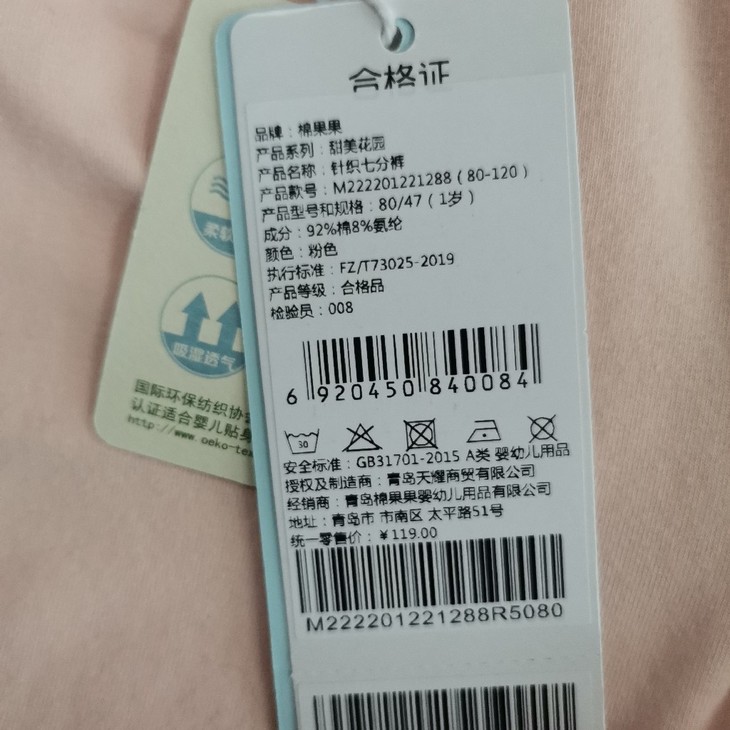 合格证
品牌：棉果果
产品系列：甜美花园
产品名称：针织七分裤
产品款号：M222201221288（80-120）
产品型号和规格：80/47（1岁）
成分：92%棉8%氨纶
颜色：粉色
执行标准：FZ/T73025-2019
产品等级：合格品
检验员：008
6 920450 840084
30
安全标准：GB31701-2015 A类 婴幼儿用品
授权及制造商：青岛天耀商贸有限公司
经销商：青岛棉果果婴幼儿用品有限公司
地址：青岛市 市南区 太平路51号
统一零售价：￥119.00
M222201221288R5080
柔软
吸湿透气
国际环保纺织协会
认证适合婴儿贴身
http://www.oeko-tex